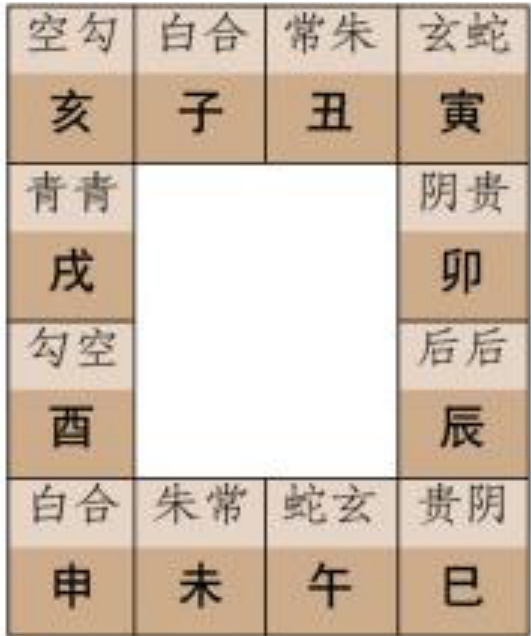 空勾 白合 常朱 玄蛇
亥 子 丑 寅
青青 阴贵
戌 卯
勾空 后后
酉 辰
白合 朱常 蛇玄 贵阴
申 未 午 巳